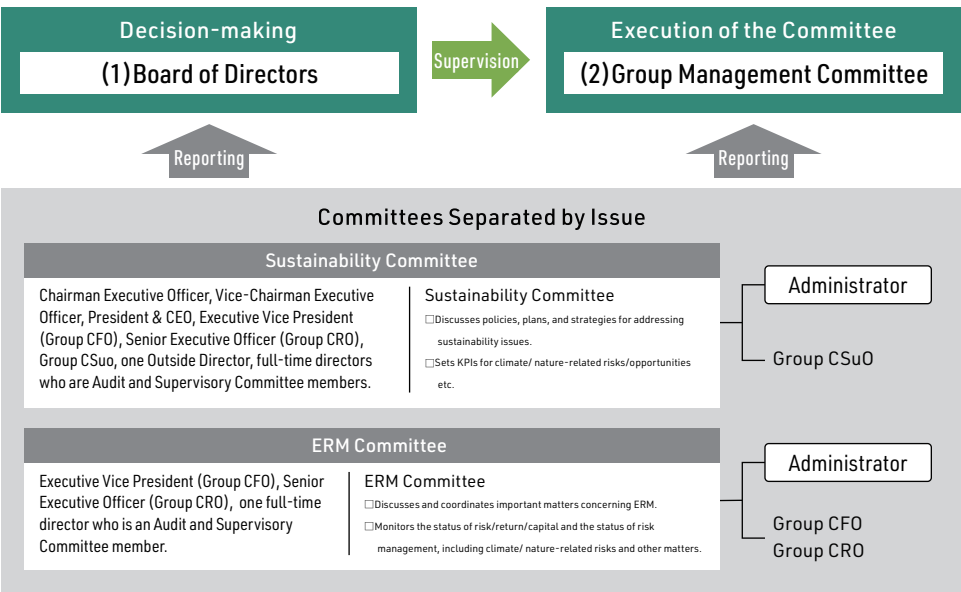 Decision-making
(1)Board of Directors
Supervision
Execution of the Committee
(2)Group Management Committee
Reporting
Reporting
Committees Separated by Issue
Sustainability Committee
Chairman Executive Officer, Vice-Chairman Executive
Officer, President & CEO, Executive Vice President
(Group CFO), Senior Executive Officer (Group CRO),
Group CSuo, one Outside Director, full-time directors
who are Audit and Supervisory Committee members.
Sustainability Committee
□Discusses policies, plans, and strategies for addressing
sustainability issues.
□Sets KPIs for climate/ nature-related risks/opportunities
etc.
Administrator
Group CSuO
ERM Committee
Executive Vice President (Group CFO), Senior
Executive Officer (Group CRO), one full-time
director who is an Audit and Supervisory
Committee member.
ERM Committee
□Discusses and coordinates important matters concerning ERM.
□Monitors the status of risk/return/capital and the status of risk
management, including climate/ nature-related risks and other matters.
Administrator
Group CFO
Group CRO